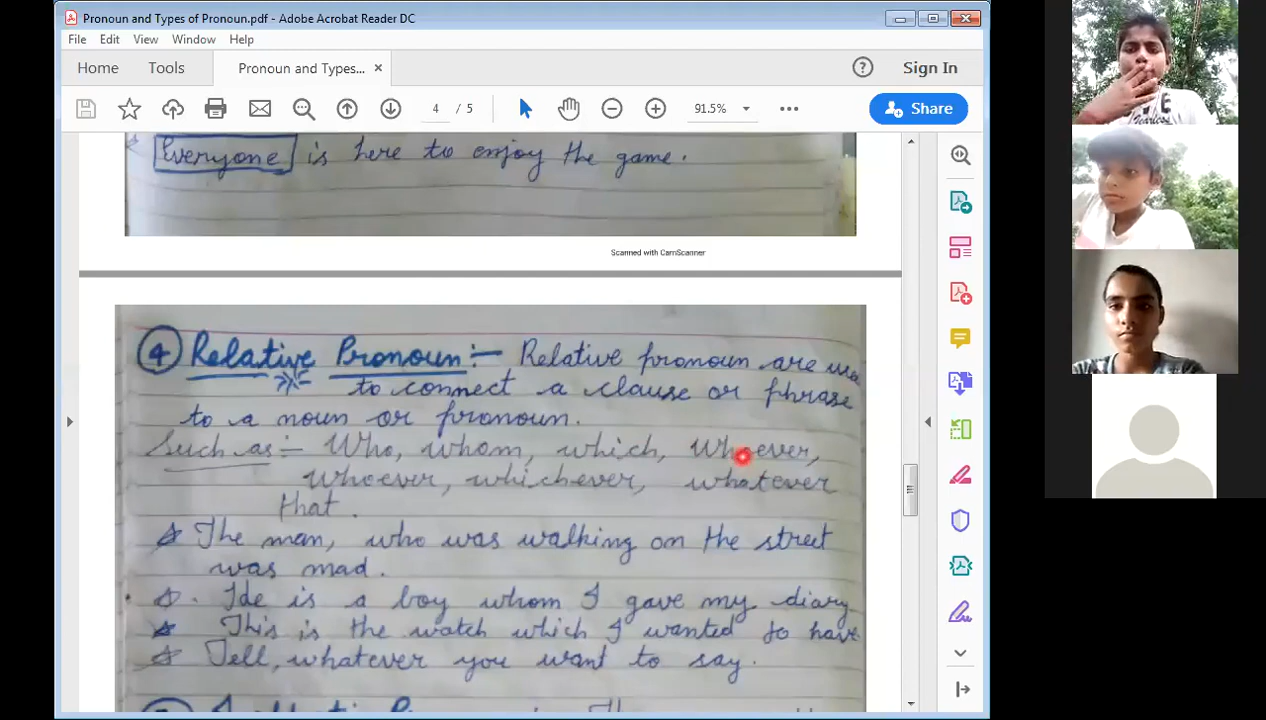 Pronoun and Types of Pronoun.pdf - Adobe Acrobat Reader DC
File Edit View Window Help
Home Tools Pronoun and Types... × Sign In
4 / 5 91.5% Share
Everyone is here to enjoy the game.
Scanned with CamScanner
4 Relative Pronoun :- Relative pronoun are
to connect a clause or phrase
to a noun or pronoun.
Such as :- Who, whom, which, Whoever,
whoever, whichever, whatever
that.
The man, who was walking on the street
was mad.
He is a boy whom I gave my diary
This is the watch which I wanted to have
Tell, whatever you want to say.